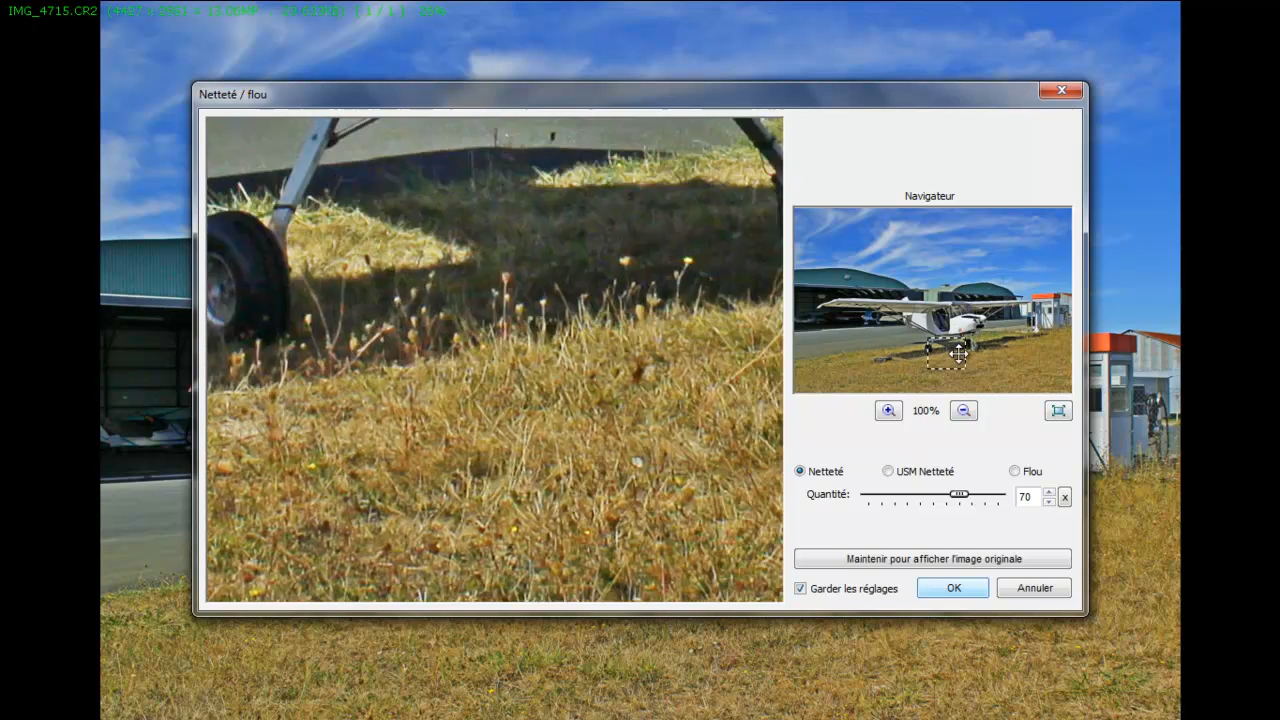 IMG_4715.CR2
Netteté / flou
Navigateur
100%
Netteté
USM Netteté
Flou
Quantité:
70
x
Maintenir pour afficher l'image originale
Garder les réglages
OK
Annuler